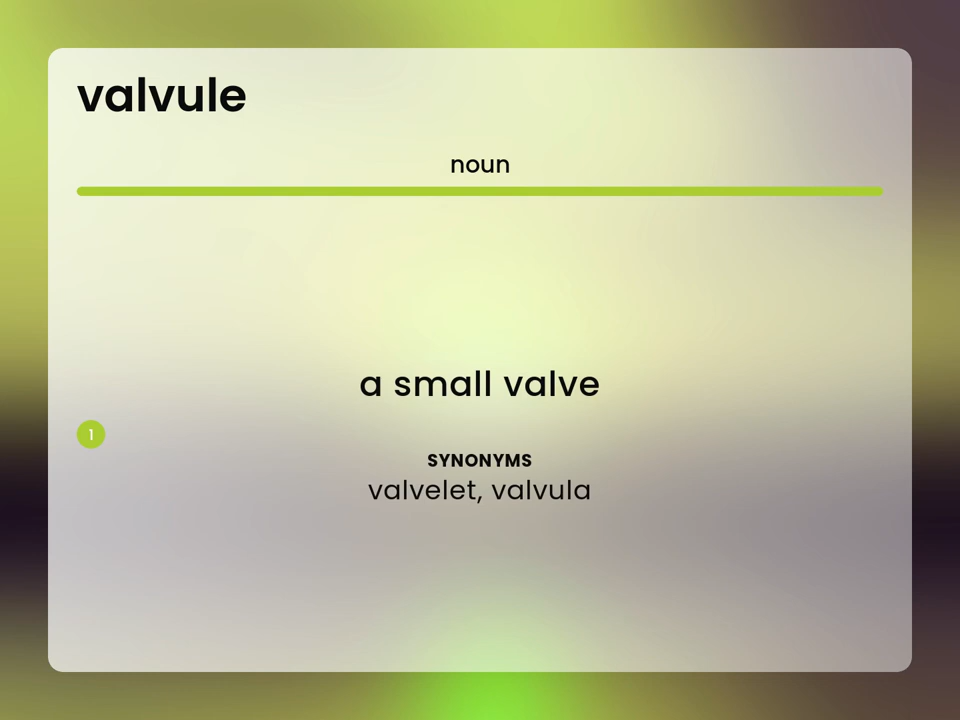 valvule
noun
a small valve
1
SYNONYMS
valvelet, valvula